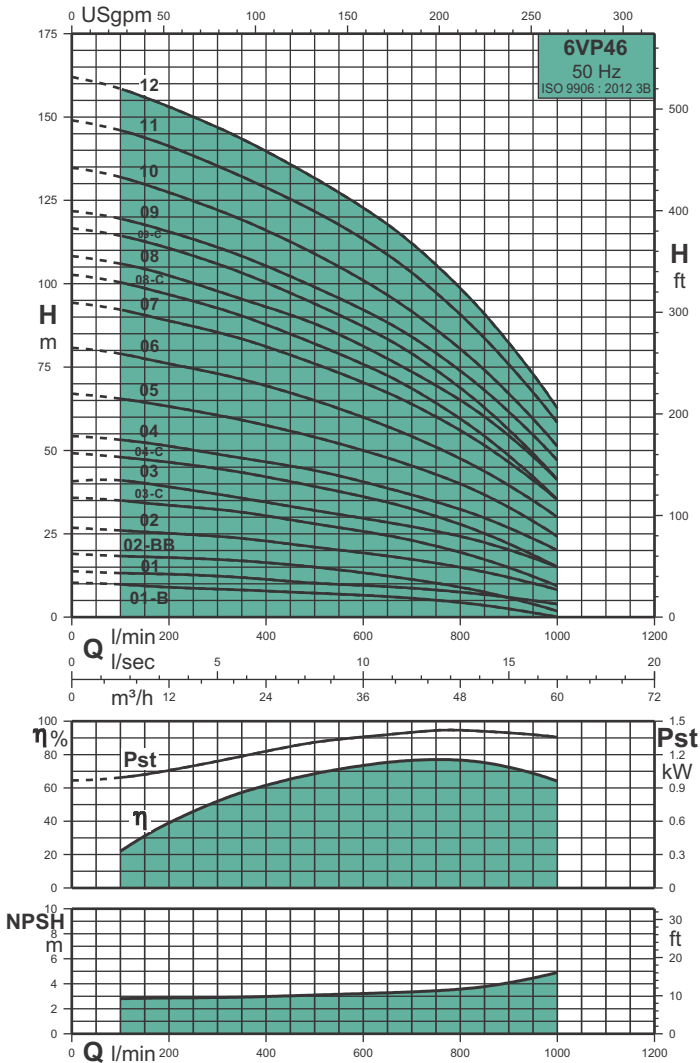 0 USgpm 50 100 150 200 250 300
175
150
125
100
75
50
25
0
H
m
6VP46
50 Hz
ISO 9906 : 2012 3B
500
400
300
200
100
0
H
ft
12
11
10
09
09-C
08
08-C
07
06
05
04
04-C
03
03-C
02
02-BB
01
01-B
0 Q l/min 200 400 600 800 1000 1200
0 l/sec 5 10 15 20
0 m³/h 12 24 36 48 60 72
η%
100
80
60
40
20
0
Pst
η
1.5
1.2
0.9
0.6
0.3
0
Pst
kW
NPSH
m
10
8
6
4
2
0
30
20
10
0
ft
0 Q l/min 200 400 600 800 1000 1200